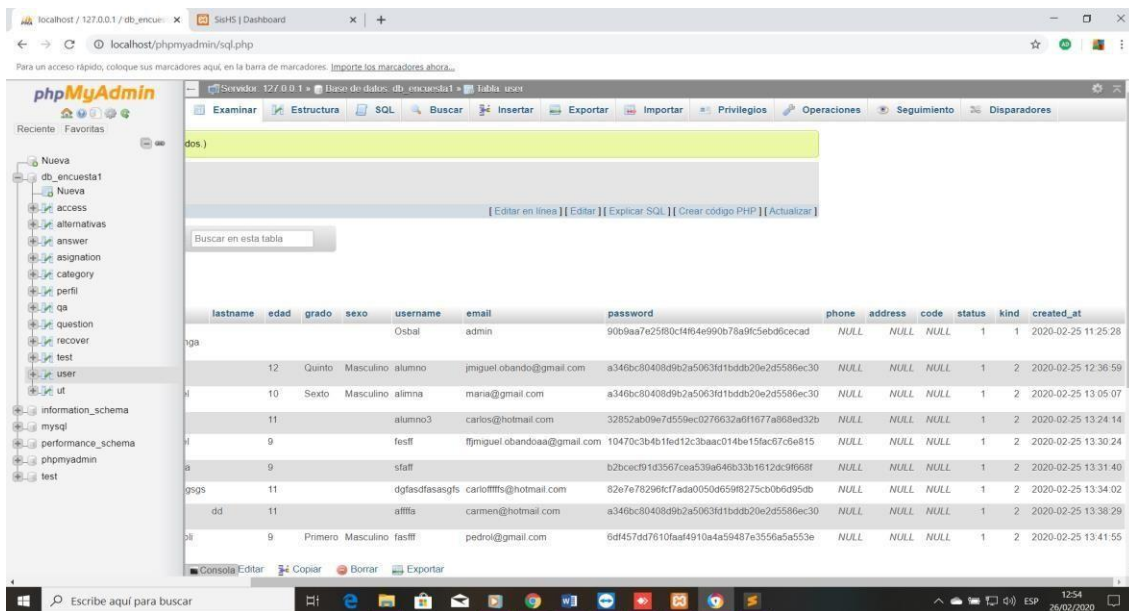 localhost / 127.0.0.1 / db_encues
SisHS | Dashboard
localhost/phpmyadmin/sql.php
Para un acceso rápido, coloque sus marcadores aquí, en la barra de marcadores. Importe los marcadores ahora...
phpMyAdmin
Reciente Favoritas
Nueva
db_encuesta1
Nueva
access
alternativas
answer
asignation
category
perfil
qa
question
recover
test
user
ut
information_schema
mysql
performance_schema
phpmyadmin
test
Servidor: 127.0.0.1 » Base de datos: db_encuesta1 » Tabla: user
Examinar Estructura SQL Buscar Insertar Exportar Importar Privilegios Operaciones Seguimiento Disparadores
dos.)
[ Editar en línea ] [ Editar ] [ Explicar SQL ] [ Crear código PHP ] [ Actualizar ]
Buscar en esta tabla
lastname edad grado sexo username email password phone address code status kind created_at
Osbal admin 90b9aa7e25f80cf4f64e990b78a9fc5ebd6cecad NULL NULL NULL 1 1 2020-02-25 11:25:28
nga
12 Quinto Masculino alumno jmiguel.obando@gmail.com a346bc80408d9b2a5063fd1bddb20e2d5586ec30 NULL NULL NULL 1 2 2020-02-25 12:36:59
el 10 Sexto Masculino alimna maria@gmail.com a346bc80408d9b2a5063fd1bddb20e2d5586ec30 NULL NULL NULL 1 2 2020-02-25 13:05:07
11 alumno3 carlos@hotmail.com 32852ab09e7d559ec0276632a6f1677a868ed32b NULL NULL NULL 1 2 2020-02-25 13:24:14
el 9 fesff ffjmiguel.obandoaa@gmail.com 10470c3b4b1fed12c3baac014be15fac67c6e815 NULL NULL NULL 1 2 2020-02-25 13:30:24
a 9 sfaff b2bcecf91d3567cea539a646b33b1612dc9f668f NULL NULL NULL 1 2 2020-02-25 13:31:40
gsgs 11 dgfasdfasagfs carlofffffs@hotmail.com 82e7e78296fcf7ada0050d659f8275cb0b6d95db NULL NULL NULL 1 2 2020-02-25 13:34:02
dd 11 affffa carmen@hotmail.com a346bc80408d9b2a5063fd1bddb20e2d5586ec30 NULL NULL NULL 1 2 2020-02-25 13:38:29
oli 9 Primero Masculino fasfff pedrol@gmail.com 6df457dd7610faaf4910a4a59487e3556a5a553e NULL NULL NULL 1 2 2020-02-25 13:41:55
Consola Editar Copiar Borrar Exportar
Escribe aquí para buscar
ESP
12:54
26/02/2020